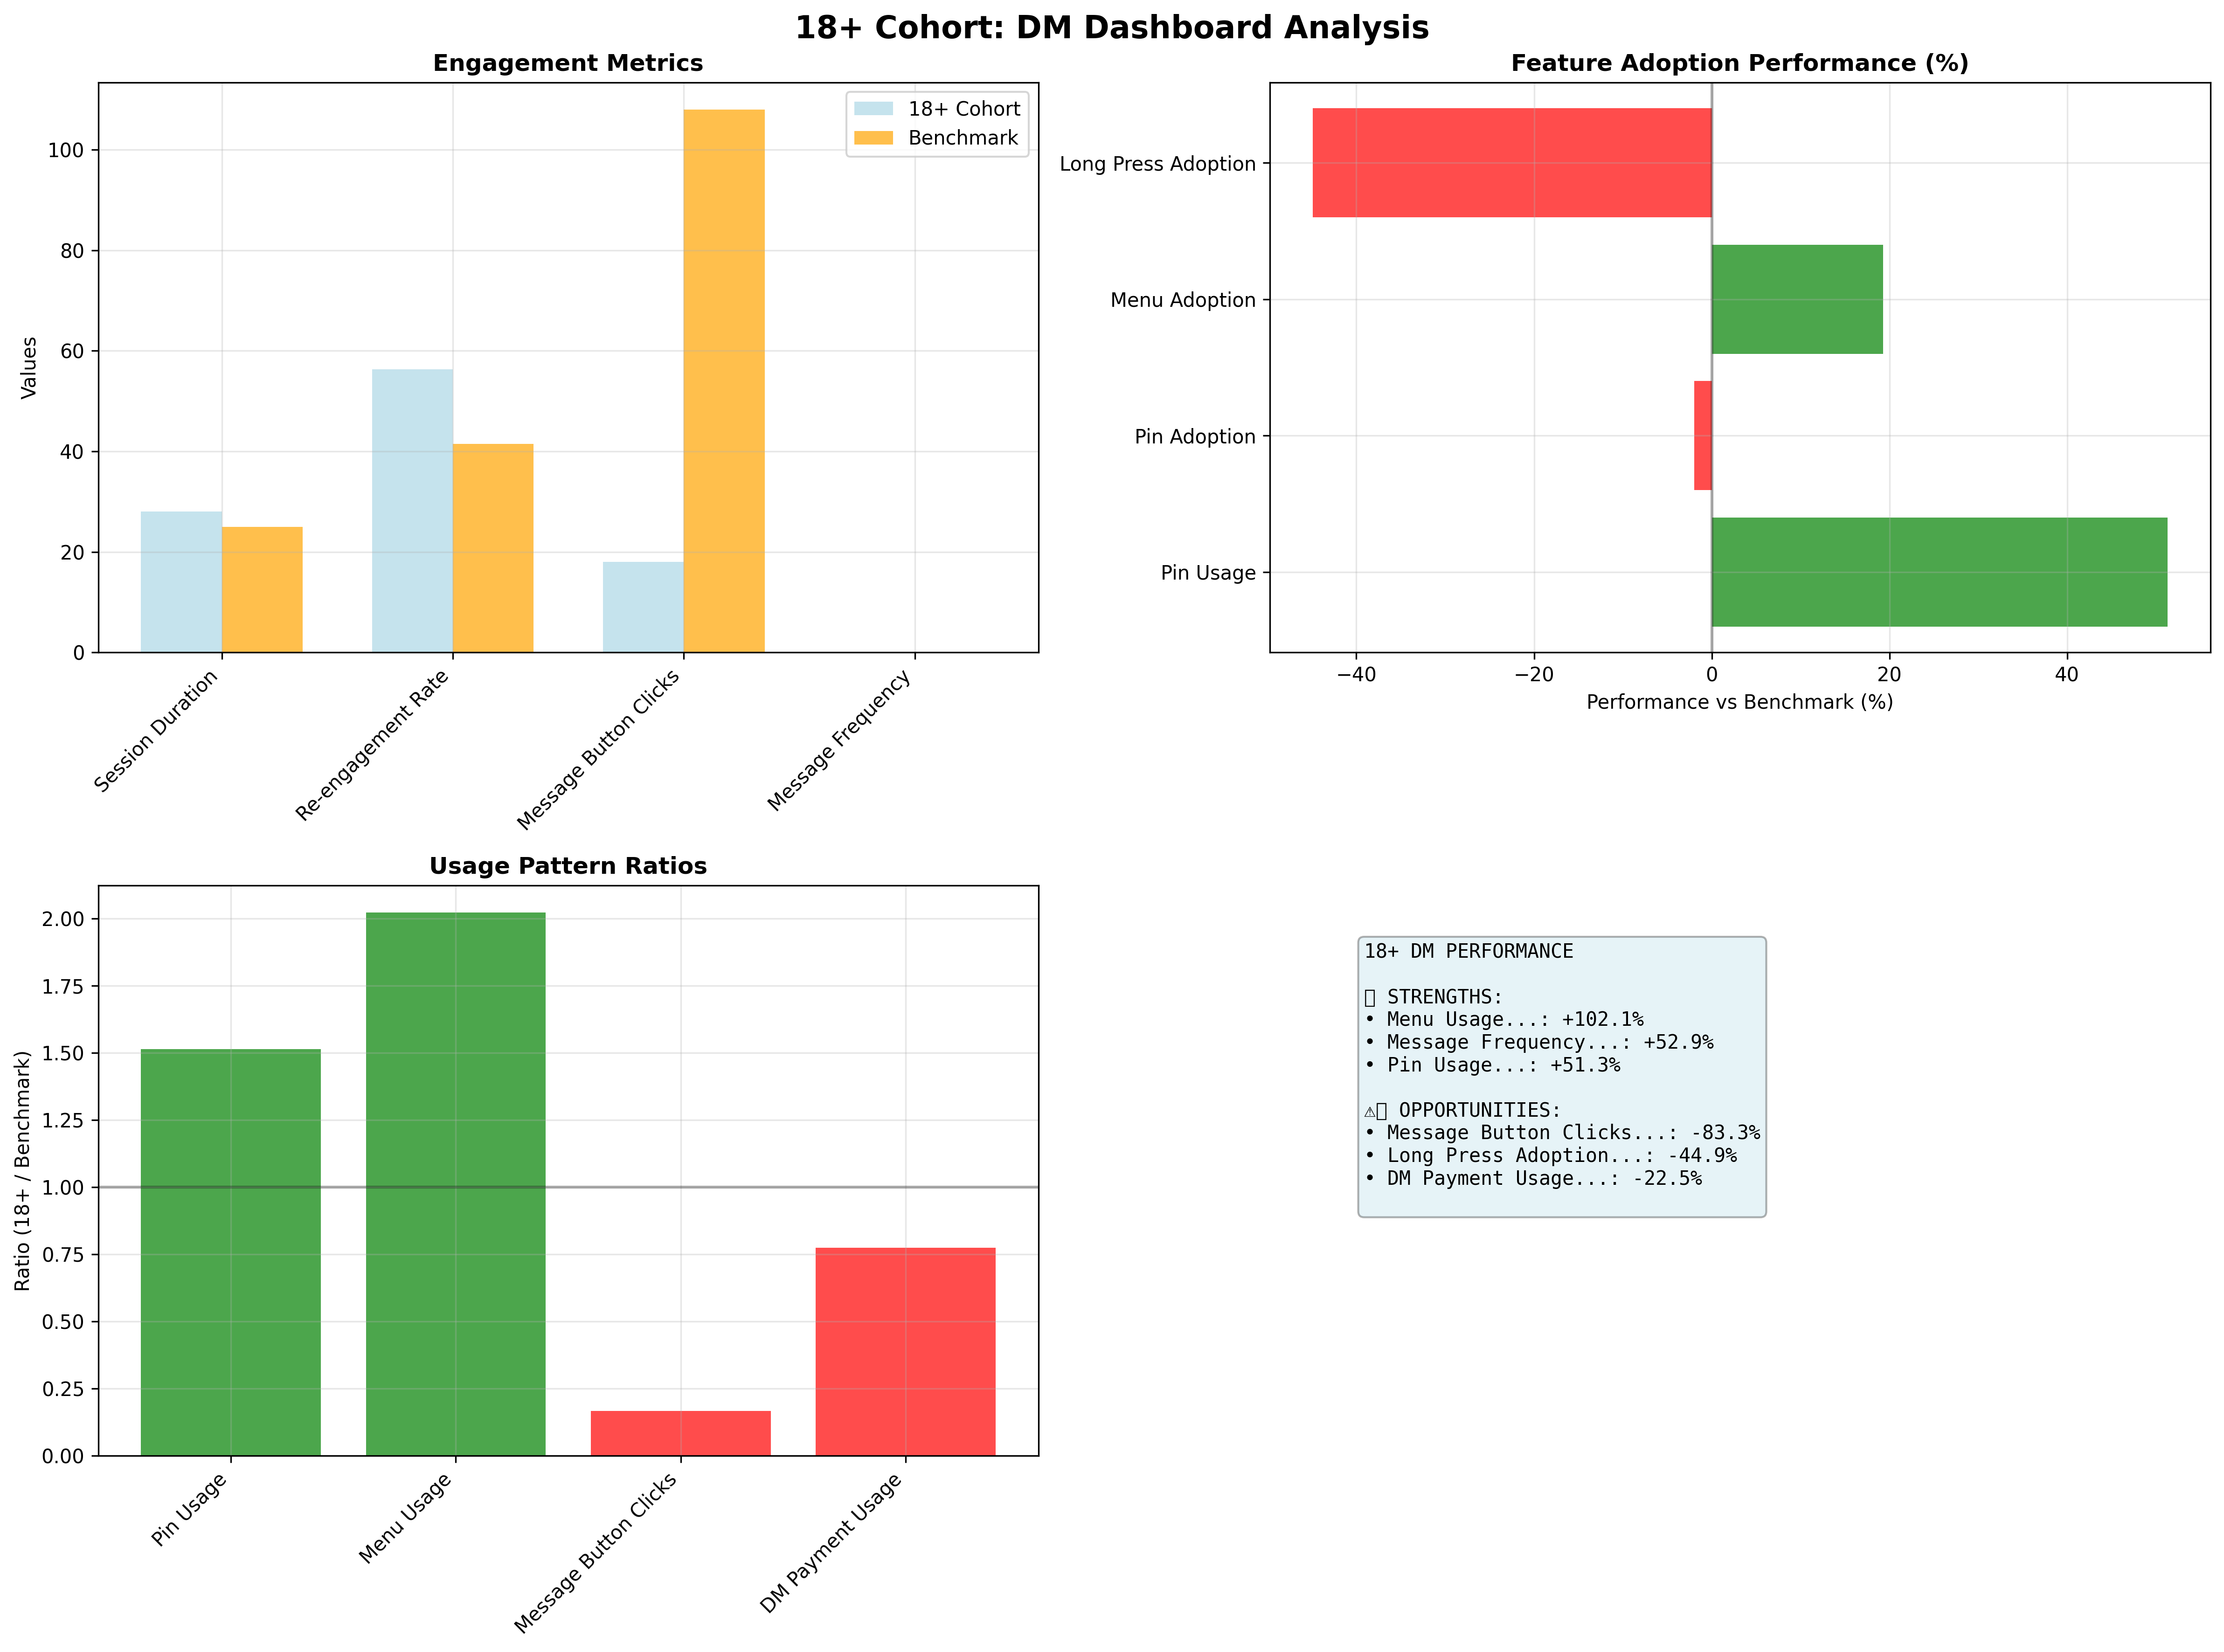 18+ Cohort: DM Dashboard Analysis
Engagement Metrics
18+ Cohort
Benchmark
Values
100
80
60
40
20
0
Session Duration
Re-engagement Rate
Message Button Clicks
Message Frequency
Feature Adoption Performance (%)
Long Press Adoption
Menu Adoption
Pin Adoption
Pin Usage
−40
−20
0
20
40
Performance vs Benchmark (%)
Usage Pattern Ratios
Ratio (18+ / Benchmark)
2.00
1.75
1.50
1.25
1.00
0.75
0.50
0.25
0.00
Pin Usage
Menu Usage
Message Button Clicks
DM Payment Usage
18+ DM PERFORMANCE
STRENGTHS:
• Menu Usage...: +102.1%
• Message Frequency...: +52.9%
• Pin Usage...: +51.3%
⚠ OPPORTUNITIES:
• Message Button Clicks...: -83.3%
• Long Press Adoption...: -44.9%
• DM Payment Usage...: -22.5%